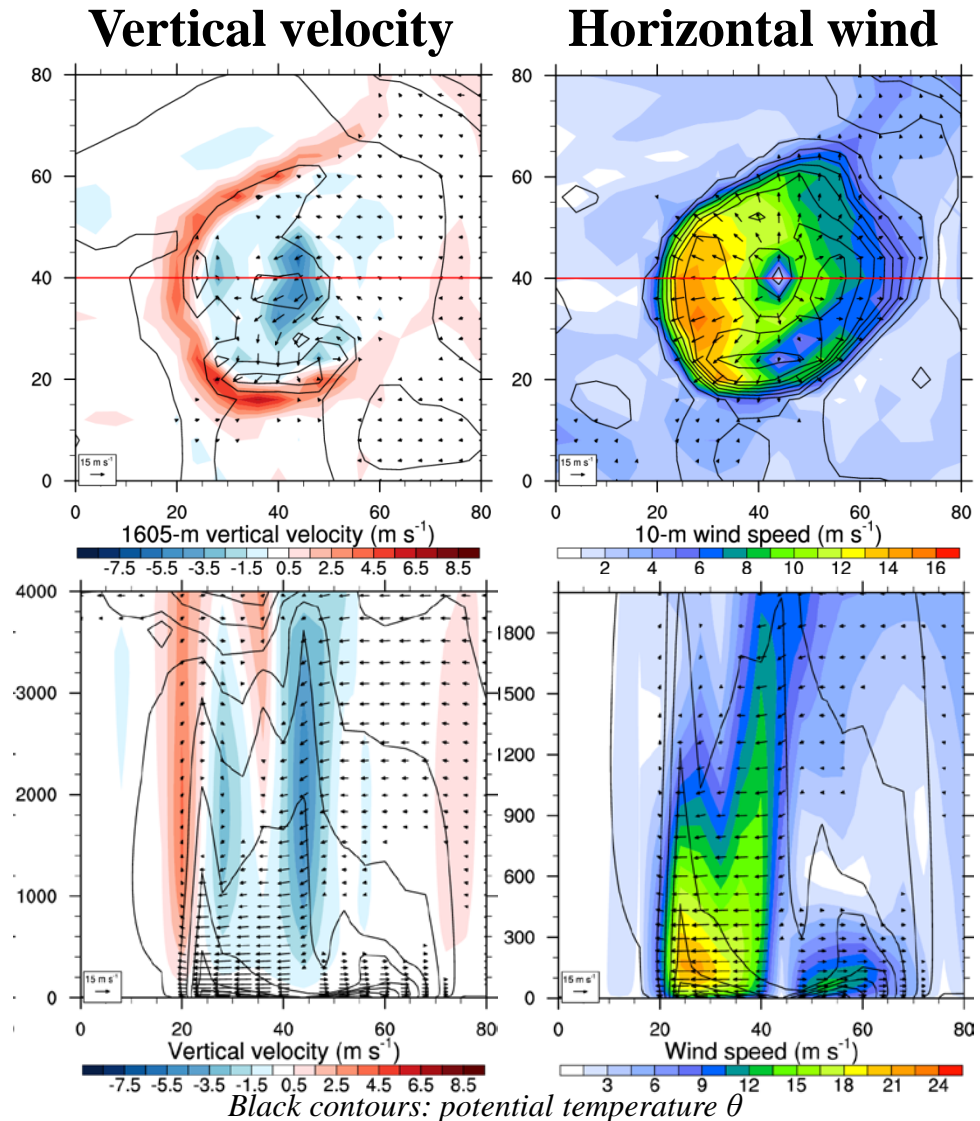 Vertical velocity
Horizontal wind
80
60
40
20
0
15 m s⁻¹
0 20 40 60 80
1605-m vertical velocity (m s⁻¹)
-7.5 -5.5 -3.5 -1.5 0.5 2.5 4.5 6.5 8.5
80
60
40
20
0
15 m s⁻¹
0 20 40 60 80
10-m wind speed (m s⁻¹)
2 4 6 8 10 12 14 16
4000
3000
2000
1000
0
15 m s⁻¹
0 20 40 60 80
Vertical velocity (m s⁻¹)
-7.5 -5.5 -3.5 -1.5 0.5 2.5 4.5 6.5 8.5
1800
1500
1200
900
600
300
0
15 m s⁻¹
0 20 40 60 80
Wind speed (m s⁻¹)
3 6 9 12 15 18 21 24
Black contours: potential temperature θ